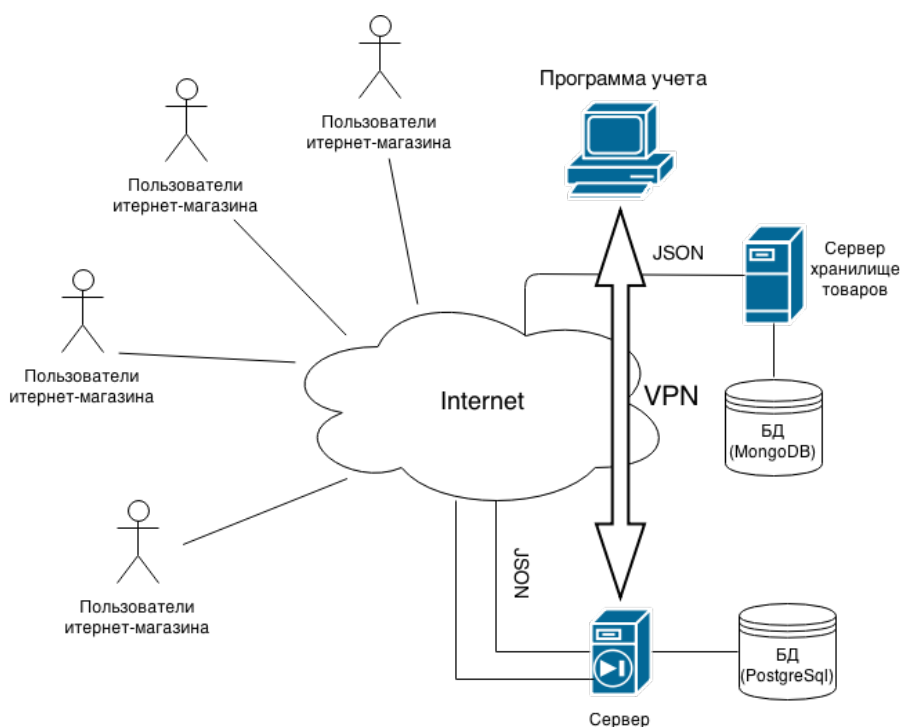 Пользователи
итернет-магазина
Программа учета
Пользователи
итернет-магазина
JSON
Сервер
хранилище
товаров
Пользователи
итернет-магазина
Internet
VPN
БД
(MongoDB)
JSON
Пользователи
итернет-магазина
БД
(PostgreSql)
Сервер